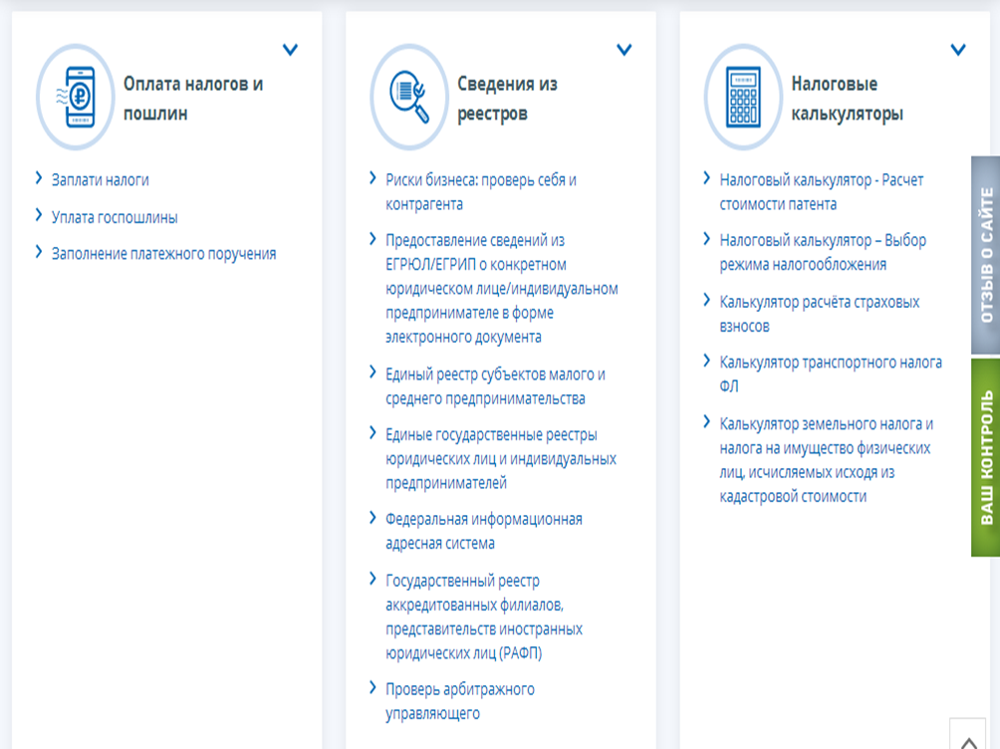 Оплата налогов и
пошлин
Заплати налоги
Уплата госпошлины
Заполнение платежного поручения
Сведения из
реестров
Риски бизнеса: проверь себя и
контрагента
Предоставление сведений из
ЕГРЮЛ/ЕГРИП о конкретном
юридическом лице/индивидуальном
предпринимателе в форме
электронного документа
Единый реестр субъектов малого и
среднего предпринимательства
Единые государственные реестры
юридических лиц и индивидуальных
предпринимателей
Федеральная информационная
адресная система
Государственный реестр
аккредитованных филиалов,
представительств иностранных
юридических лиц (РАФП)
Проверь арбитражного
управляющего
Налоговые
калькуляторы
Налоговый калькулятор - Расчет
стоимости патента
Налоговый калькулятор – Выбор
режима налогообложения
Калькулятор расчёта страховых
взносов
Калькулятор транспортного налога
ФЛ
Калькулятор земельного налога и
налога на имущество физических
лиц, исчисляемых исходя из
кадастровой стоимости
ОТЗЫВ О САЙТЕ
ВАШ КОНТРОЛЬ